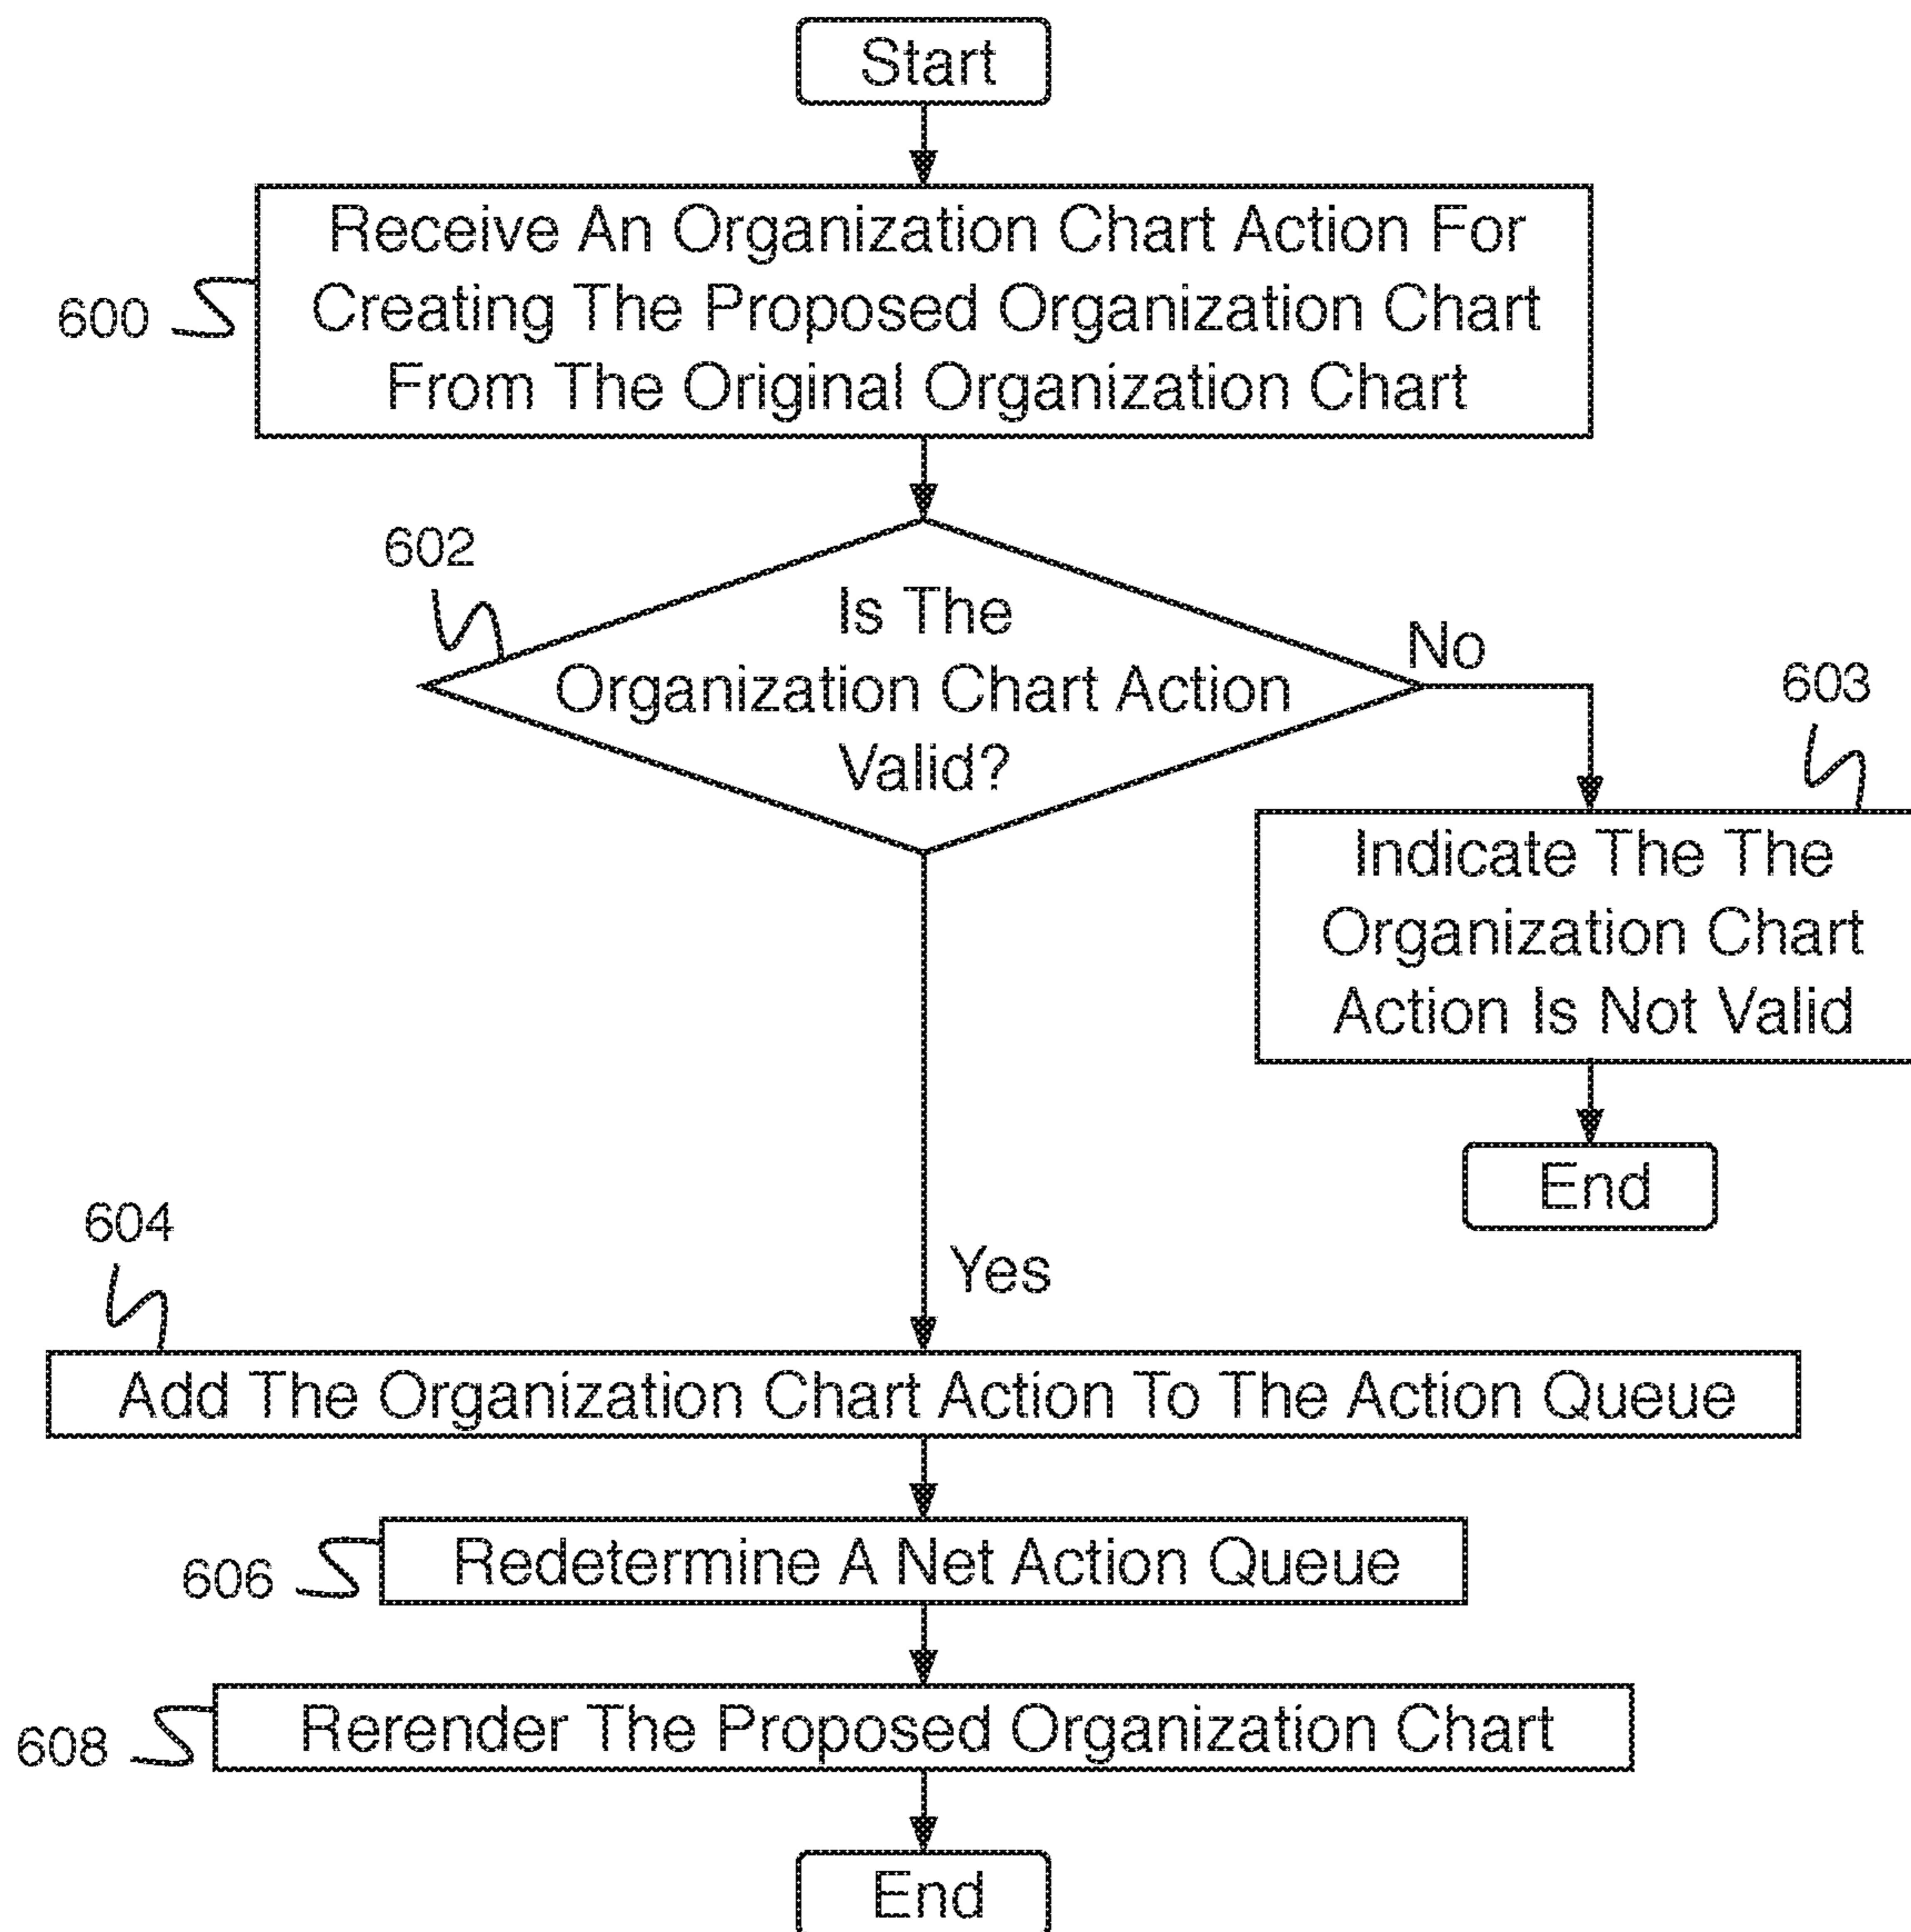 Start
600
Receive An Organization Chart Action For
Creating The Proposed Organization Chart
From The Original Organization Chart
602
Is The
Organization Chart Action
Valid?
No
603
Indicate The The
Organization Chart
Action Is Not Valid
End
Yes
604
Add The Organization Chart Action To The Action Queue
606
Redetermine A Net Action Queue
608
Rerender The Proposed Organization Chart
End